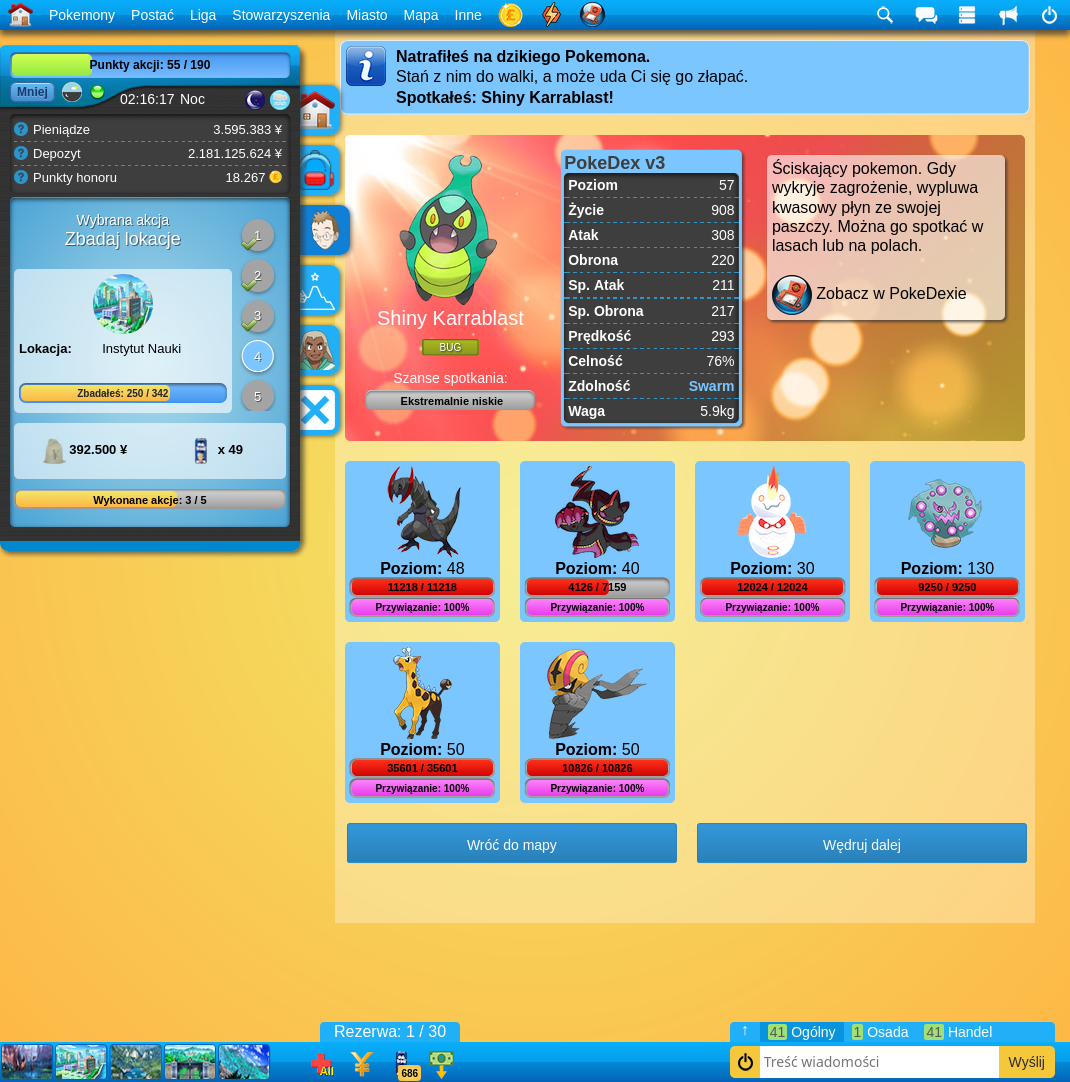 Pokemony Postać Liga Stowarzyszenia Miasto Mapa Inne
Punkty akcji: 55 / 190
Mniej
02:16:17 Noc
Pieniądze 3.595.383 ¥
Depozyt 2.181.125.624 ¥
Punkty honoru 18.267
Wybrana akcja
Zbadaj lokacje
1
2
3
4
5
Lokacja: Instytut Nauki
Zbadałeś: 250 / 342
392.500 ¥ x 49
Wykonane akcje: 3 / 5
Natrafiłeś na dzikiego Pokemona.
Stań z nim do walki, a może uda Ci się go złapać.
Spotkałeś: Shiny Karrablast!
Shiny Karrablast
BUG
Szanse spotkania:
Ekstremalnie niskie
PokeDex v3
Poziom 57
Życie 908
Atak 308
Obrona 220
Sp. Atak 211
Sp. Obrona 217
Prędkość 293
Celność 76%
Zdolność Swarm
Waga 5.9kg
Ściskający pokemon. Gdy
wykryje zagrożenie, wypluwa
kwasowy płyn ze swojej
paszczy. Można go spotkać w
lasach lub na polach.
Zobacz w PokeDexie
Poziom: 48
11218 / 11218
Przywiązanie: 100%
Poziom: 40
4126 / 7159
Przywiązanie: 100%
Poziom: 30
12024 / 12024
Przywiązanie: 100%
Poziom: 130
9250 / 9250
Przywiązanie: 100%
Poziom: 50
35601 / 35601
Przywiązanie: 100%
Poziom: 50
10826 / 10826
Przywiązanie: 100%
Wróć do mapy
Wędruj dalej
Rezerwa: 1 / 30
All
686
↑ 41 Ogólny 1 Osada 41 Handel
Treść wiadomości
Wyślij